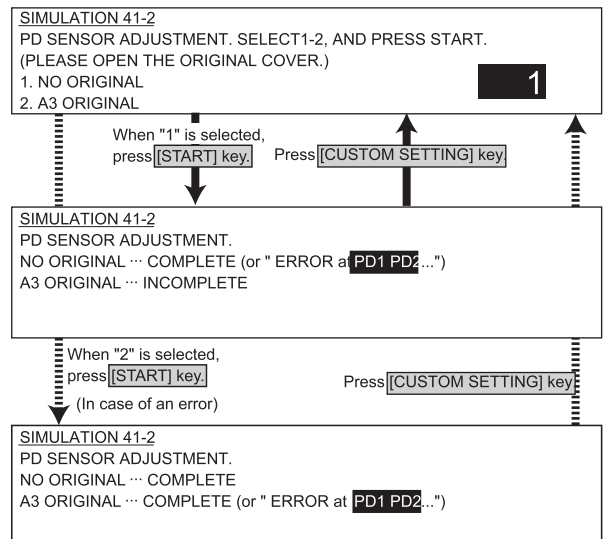 SIMULATION 41-2
PD SENSOR ADJUSTMENT. SELECT1-2, AND PRESS START.
(PLEASE OPEN THE ORIGINAL COVER.)
1. NO ORIGINAL
1
2. A3 ORIGINAL
When "1" is selected,
press [START] key.
Press [CUSTOM SETTING] key.
SIMULATION 41-2
PD SENSOR ADJUSTMENT.
NO ORIGINAL ··· COMPLETE (or " ERROR at PD1 PD2...")
A3 ORIGINAL ··· INCOMPLETE
When "2" is selected,
press [START] key.
(In case of an error)
Press [CUSTOM SETTING] key
SIMULATION 41-2
PD SENSOR ADJUSTMENT.
NO ORIGINAL ··· COMPLETE
A3 ORIGINAL ··· COMPLETE (or " ERROR at PD1 PD2...")